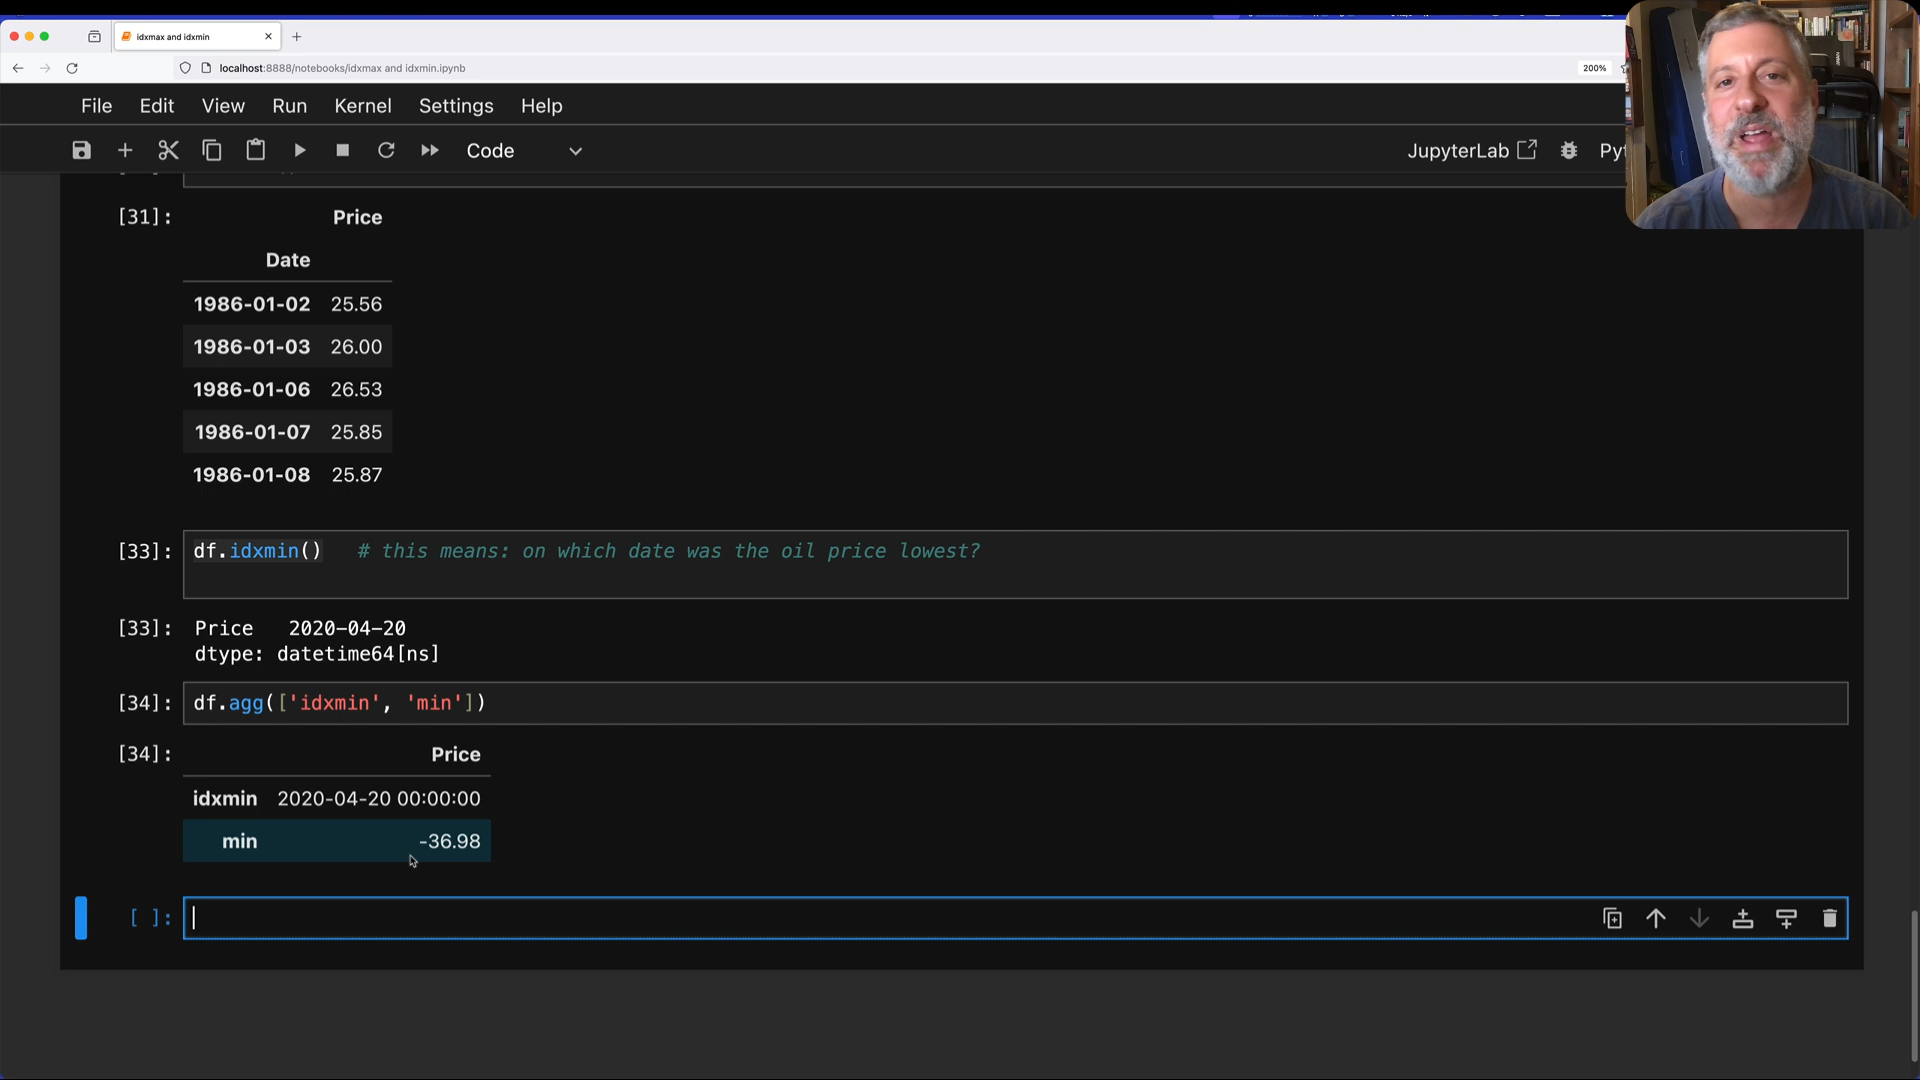 idxmax and idxmin
localhost:8888/notebooks/idxmax and idxmin.ipynb
200%
File Edit View Run Kernel Settings Help
Code
JupyterLab
[31]:
Price
Date
1986-01-02 25.56
1986-01-03 26.00
1986-01-06 26.53
1986-01-07 25.85
1986-01-08 25.87
[33]: df.idxmin() # this means: on which date was the oil price lowest?
[33]: Price 2020-04-20
dtype: datetime64[ns]
[34]: df.agg(['idxmin', 'min'])
[34]:
Price
idxmin 2020-04-20 00:00:00
min -36.98
[ ]: